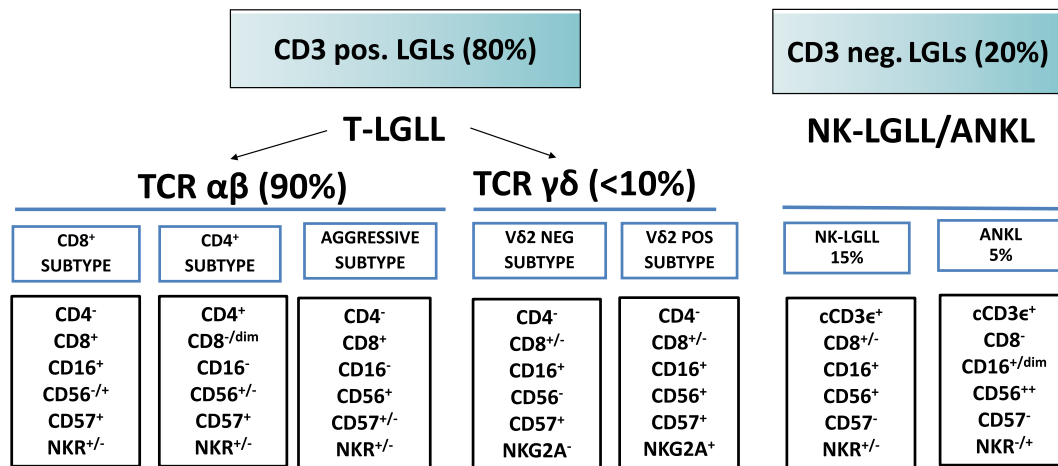 CD3 pos. LGLs (80%)
CD3 neg. LGLs (20%)
T-LGLL
NK-LGLL/ANKL
TCR αβ (90%)
TCR γδ (<10%)
CD8⁺
SUBTYPE
CD4⁺
SUBTYPE
AGGRESSIVE
SUBTYPE
Vδ2 NEG
SUBTYPE
Vδ2 POS
SUBTYPE
NK-LGLL
15%
ANKL
5%
CD4⁻
CD8⁺
CD16⁺
CD56⁻/⁺
CD57⁺
NKR⁺/⁻
CD4⁺
CD8⁻/ᵈⁱᵐ
CD16⁻
CD56⁺/⁻
CD57⁺
NKR⁺/⁻
CD4⁻
CD8⁺
CD16⁻
CD56⁺
CD57⁺/⁻
NKR⁺/⁻
CD4⁻
CD8⁺/⁻
CD16⁺
CD56⁻
CD57⁺
NKG2A⁻
CD4⁻
CD8⁺/⁻
CD16⁺
CD56⁺
CD57⁺
NKG2A⁺
cCD3ϵ⁺
CD8⁺/⁻
CD16⁺
CD56⁺
CD57⁻
NKR⁺/⁻
cCD3ϵ⁺
CD8⁻
CD16⁺/ᵈⁱᵐ
CD56⁺⁺
CD57⁻
NKR⁻/⁺